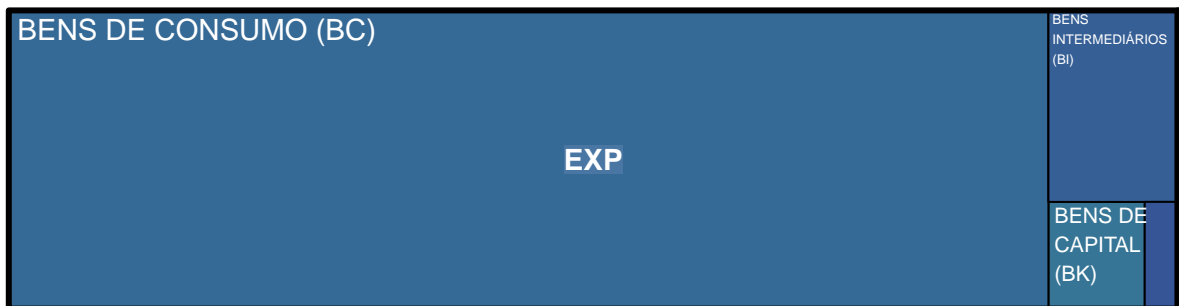 BENS DE CONSUMO (BC)
BENS
INTERMEDIÁRIOS
(BI)
EXP
BENS DE
CAPITAL
(BK)